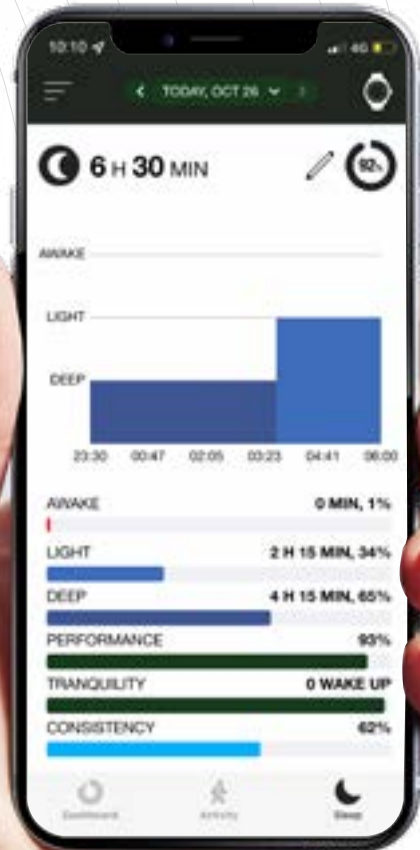 10:10 4G
TODAY, OCT 26
6 H 30 MIN 92%
AWAKE
LIGHT
DEEP
23:30 00:47 02:05 03:23 04:41 06:00
AWAKE 0 MIN, 1%
LIGHT 2 H 15 MIN, 34%
DEEP 4 H 15 MIN, 65%
PERFORMANCE 93%
TRANQUILITY 0 WAKE UP
CONSISTENCY 62%
Dashboard Activity Sleep